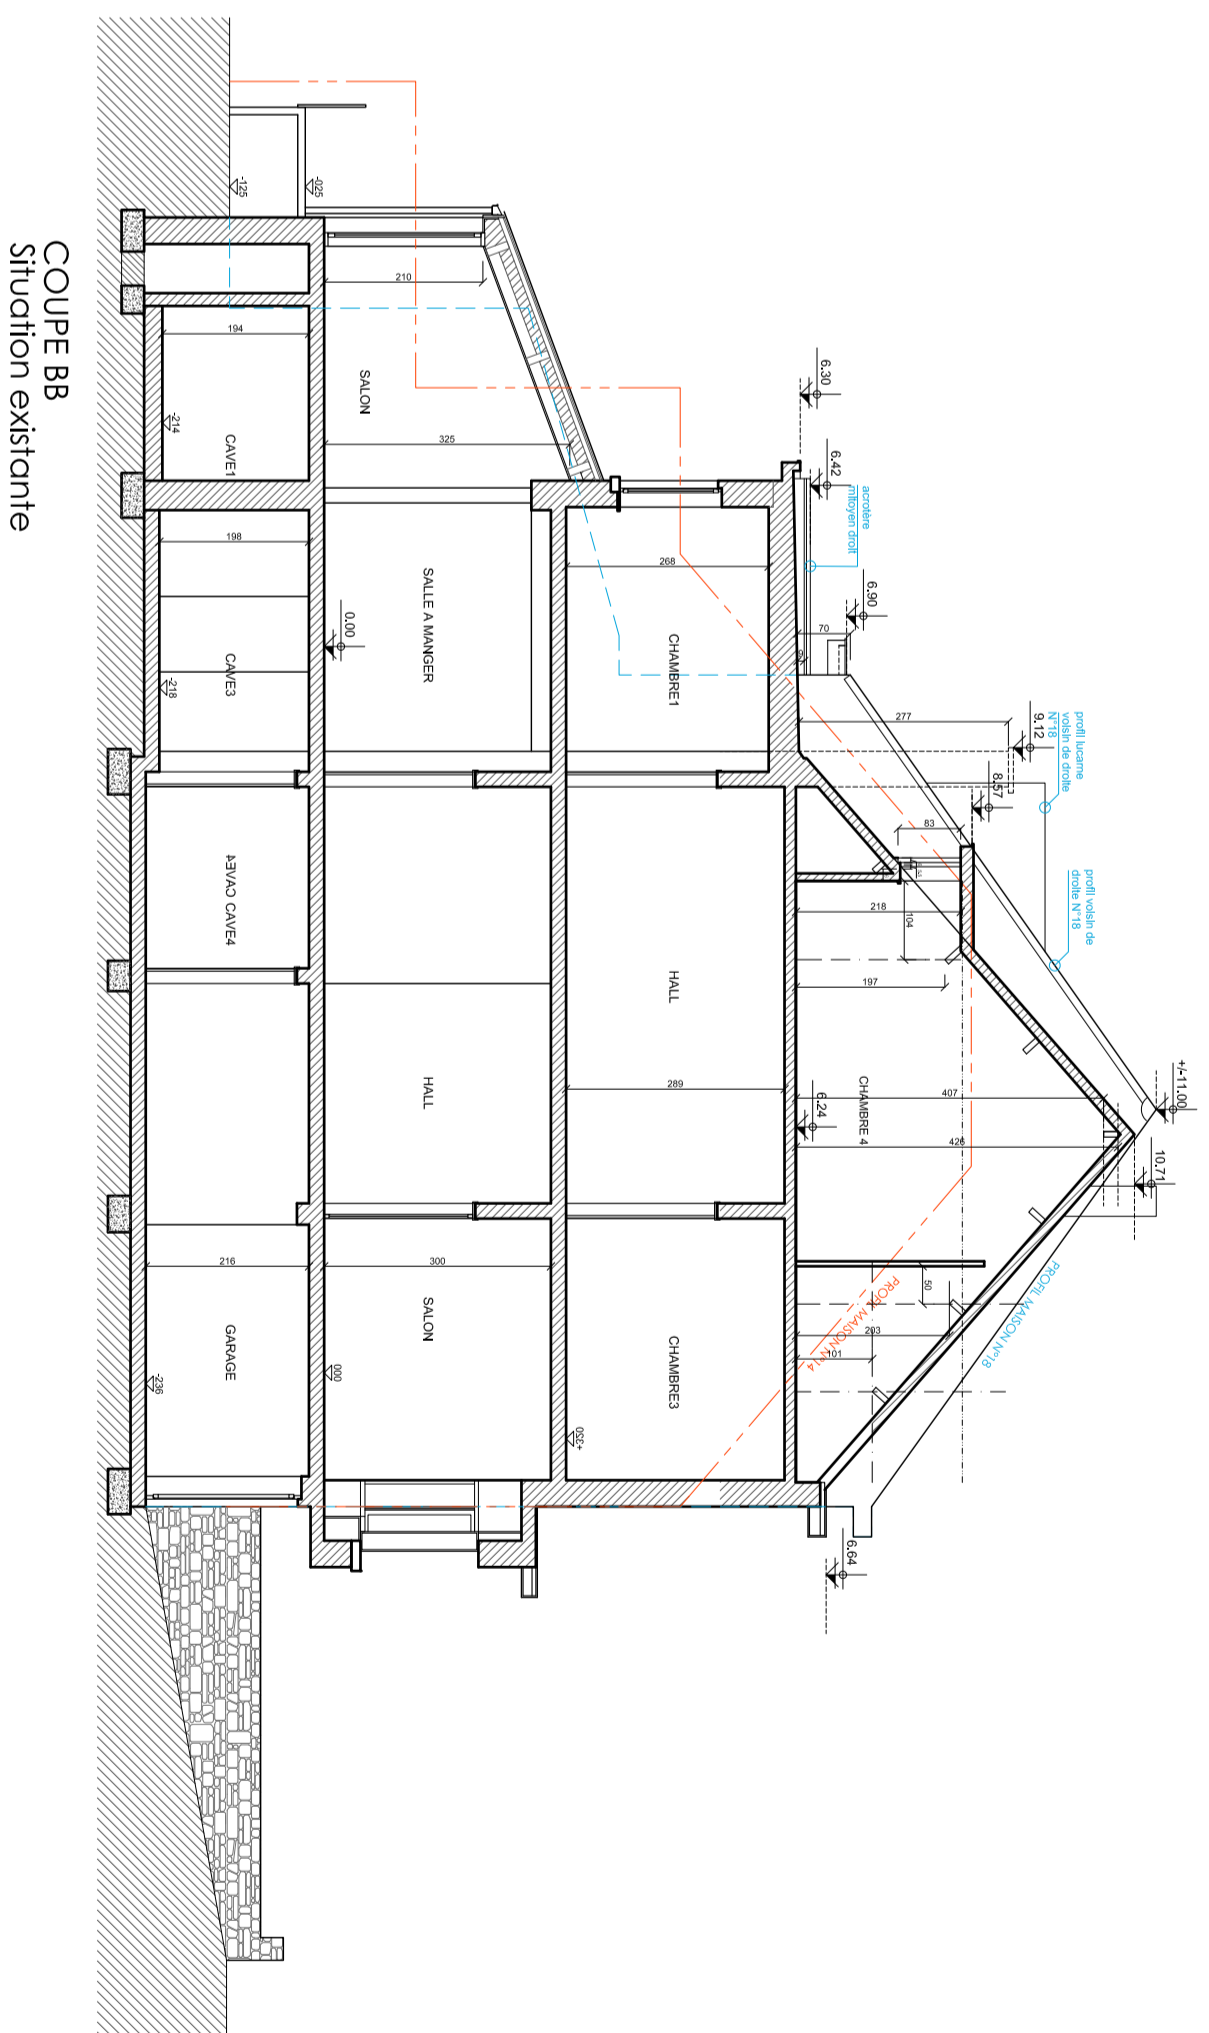 +/-11.00
10.71
profil voisin de
droite N°18
profil lucarne
voisin de droite
N°18
9.12
8.57
6.90
acrotère
mitoyen droit
6.42
6.30
6.64
PROFIL MAISON N°18
PROFIL MAISON N°14
70
277
83
218
104
197
407
426
50
203
101
CHAMBRE 4
6.24
268
CHAMBRE1
HALL
289
CHAMBRE3
+320
210
SALON
325
SALLE A MANGER
0.00
HALL
300
SALON
000
-125
-025
194
CAVE1
-214
198
CAVE3
-218
CAVE4
CAVE4
216
GARAGE
-236
COUPE BB
Situation existante